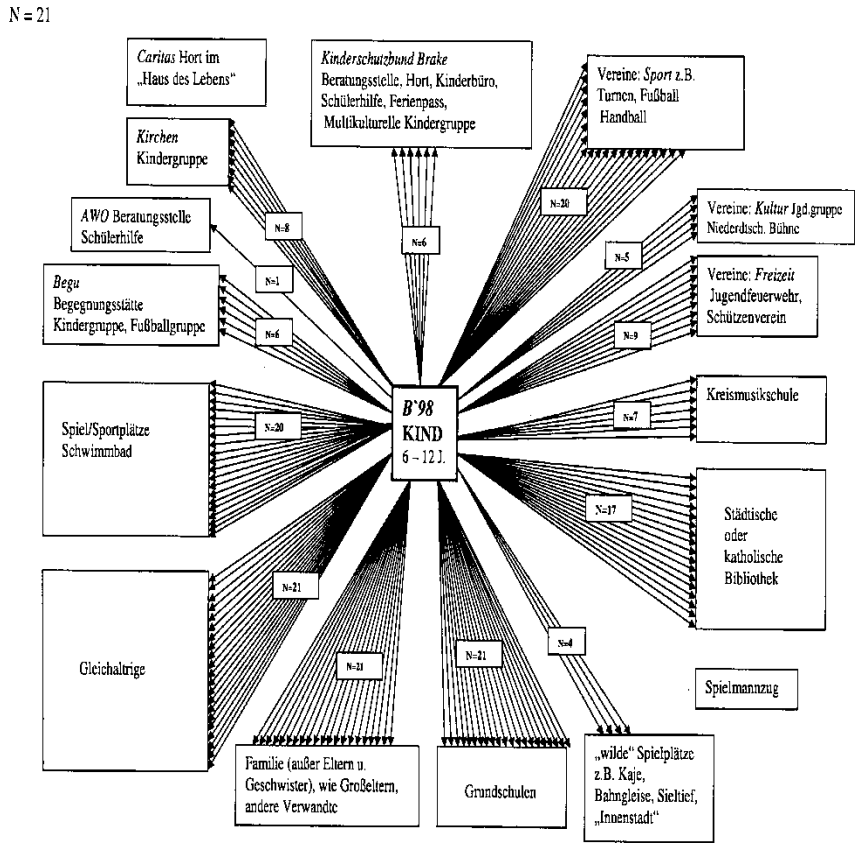 N = 21
Caritas Hort im
„Haus des Lebens“
Kinderschutzbund Brake
Beratungsstelle, Hort, Kinderbüro,
Schülerhilfe, Ferienpass,
Multikulturelle Kindergruppe
Vereine: Sport z.B.
Turnen, Fußball
Handball
Kirchen
Kindergruppe
AWO Beratungsstelle
Schülerhilfe
Vereine: Kultur Jgd.gruppe
Niederdtsch. Bühne
Begu
Begegnungsstätte
Kindergruppe, Fußballgruppe
Vereine: Freizeit
Jugendfeuerwehr,
Schützenverein
N=8
N=6
N=20
N=5
N=1
N=6
N=9
Spiel/Sportplätze
Schwimmbad
N=20
B`98
KIND
6 – 12 J.
N=7
Kreismusikschule
N=17
Städtische
oder
katholische
Bibliothek
Gleichaltrige
N=21
N=21
N=21
N=4
Spielmannzug
Familie (außer Eltern u.
Geschwister), wie Großeltern,
andere Verwandte
Grundschulen
„wilde“ Spielplätze
z.B. Kaje,
Bahngleise, Sieltief,
„Innenstadt“